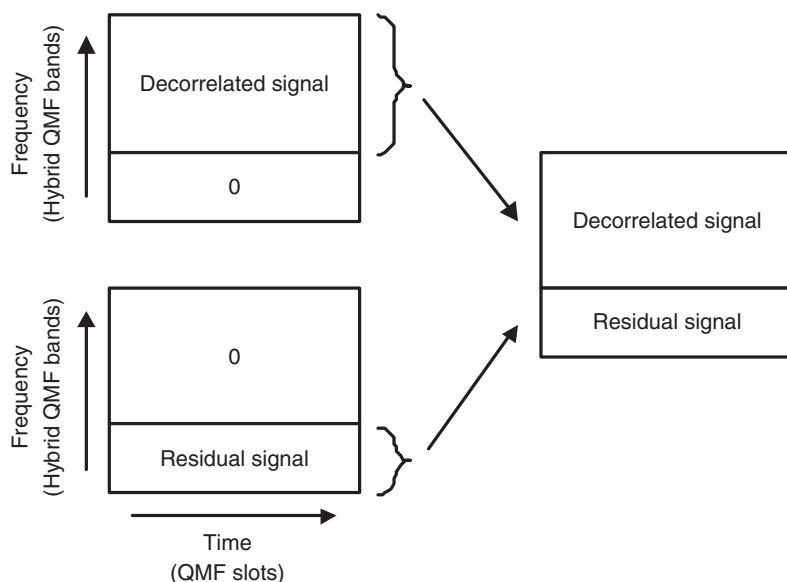 Frequency
(Hybrid QMF bands)
Decorrelated signal
0
Frequency
(Hybrid QMF bands)
0
Residual signal
Time
(QMF slots)
Decorrelated signal
Residual signal